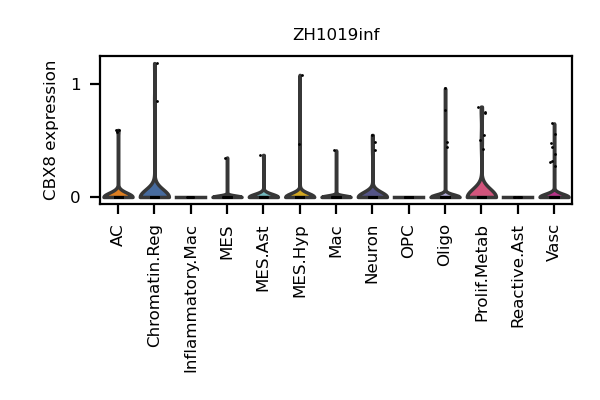 ZH1019inf
CBX8 expression
1
0
AC
Chromatin.Reg
Inflammatory.Mac
MES
MES.Ast
MES.Hyp
Mac
Neuron
OPC
Oligo
Prolif.Metab
Reactive.Ast
Vasc